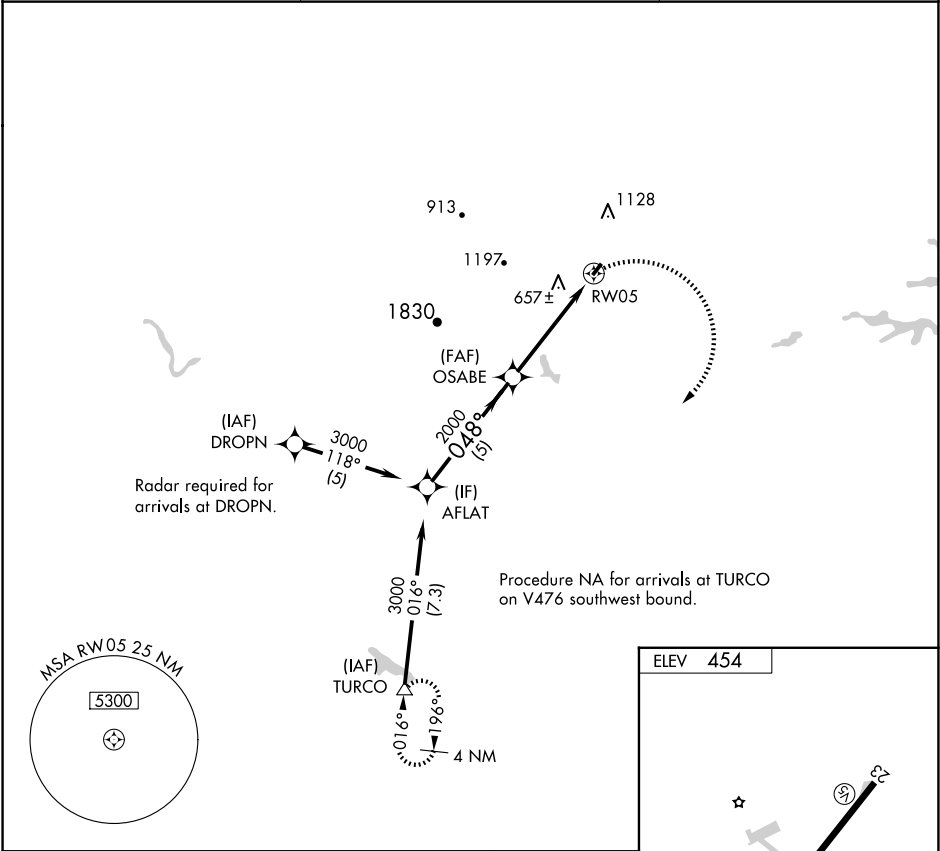 913
1128
1197
657±
RW05
1830
(FAF)
OSABE
(IAF)
DROPN
3000
118°
(5)
2000
048°
(5)
Radar required for
arrivals at DROPN.
(IF)
AFLAT
3000
016°
(7.3)
Procedure NA for arrivals at TURCO
on V476 southwest bound.
(IAF)
TURCO
016°
196°
4 NM
MSA RW05 25 NM
5300
ELEV 454
23
V5